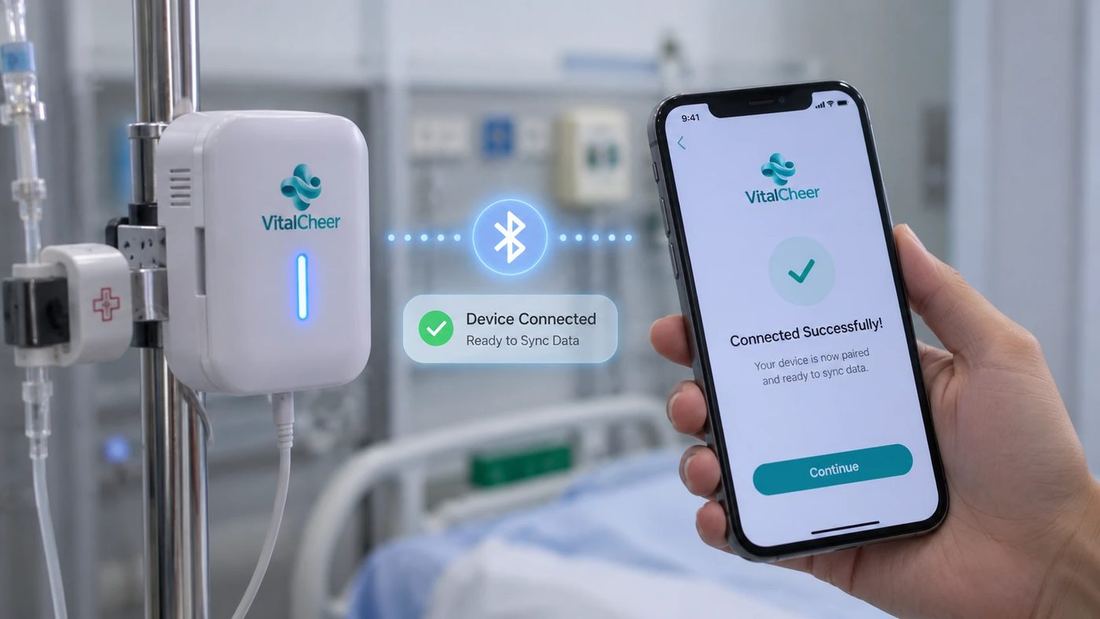 VitalCheer
Device Connected
Ready to Sync Data
9:41
VitalCheer
Connected Successfully!
Your device is now paired
and ready to sync data.
Continue